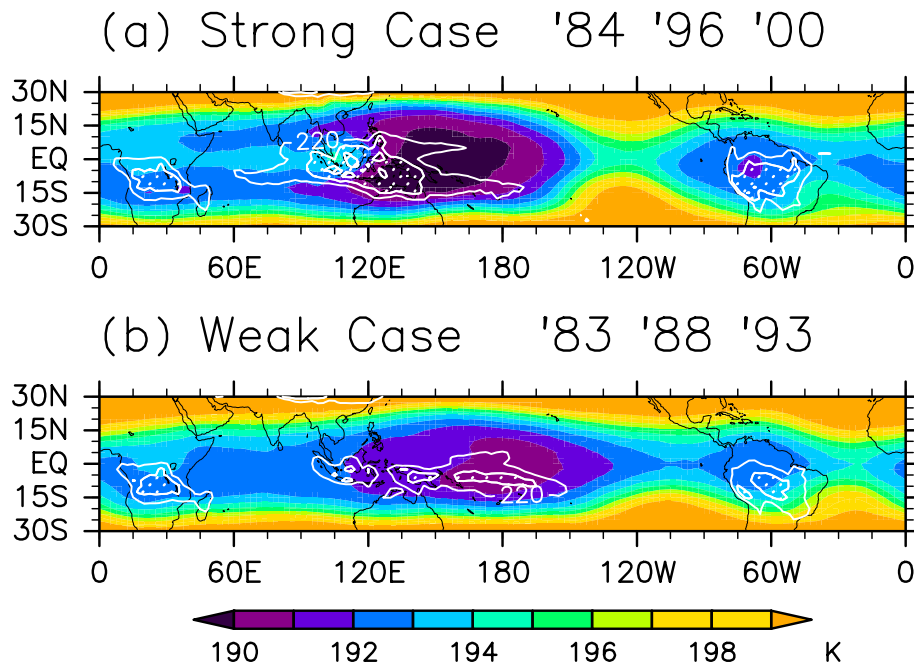 (a) Strong Case '84 '96 '00
30N
15N
EQ
15S
30S
220
0 60E 120E 180 120W 60W 0
(b) Weak Case '83 '88 '93
30N
15N
EQ
15S
30S
220
0 60E 120E 180 120W 60W 0
190 192 194 196 198 K